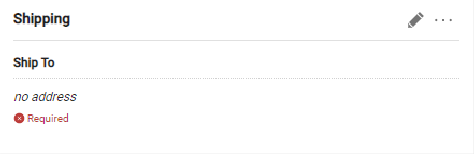 Shipping
Ship To
no address
Required